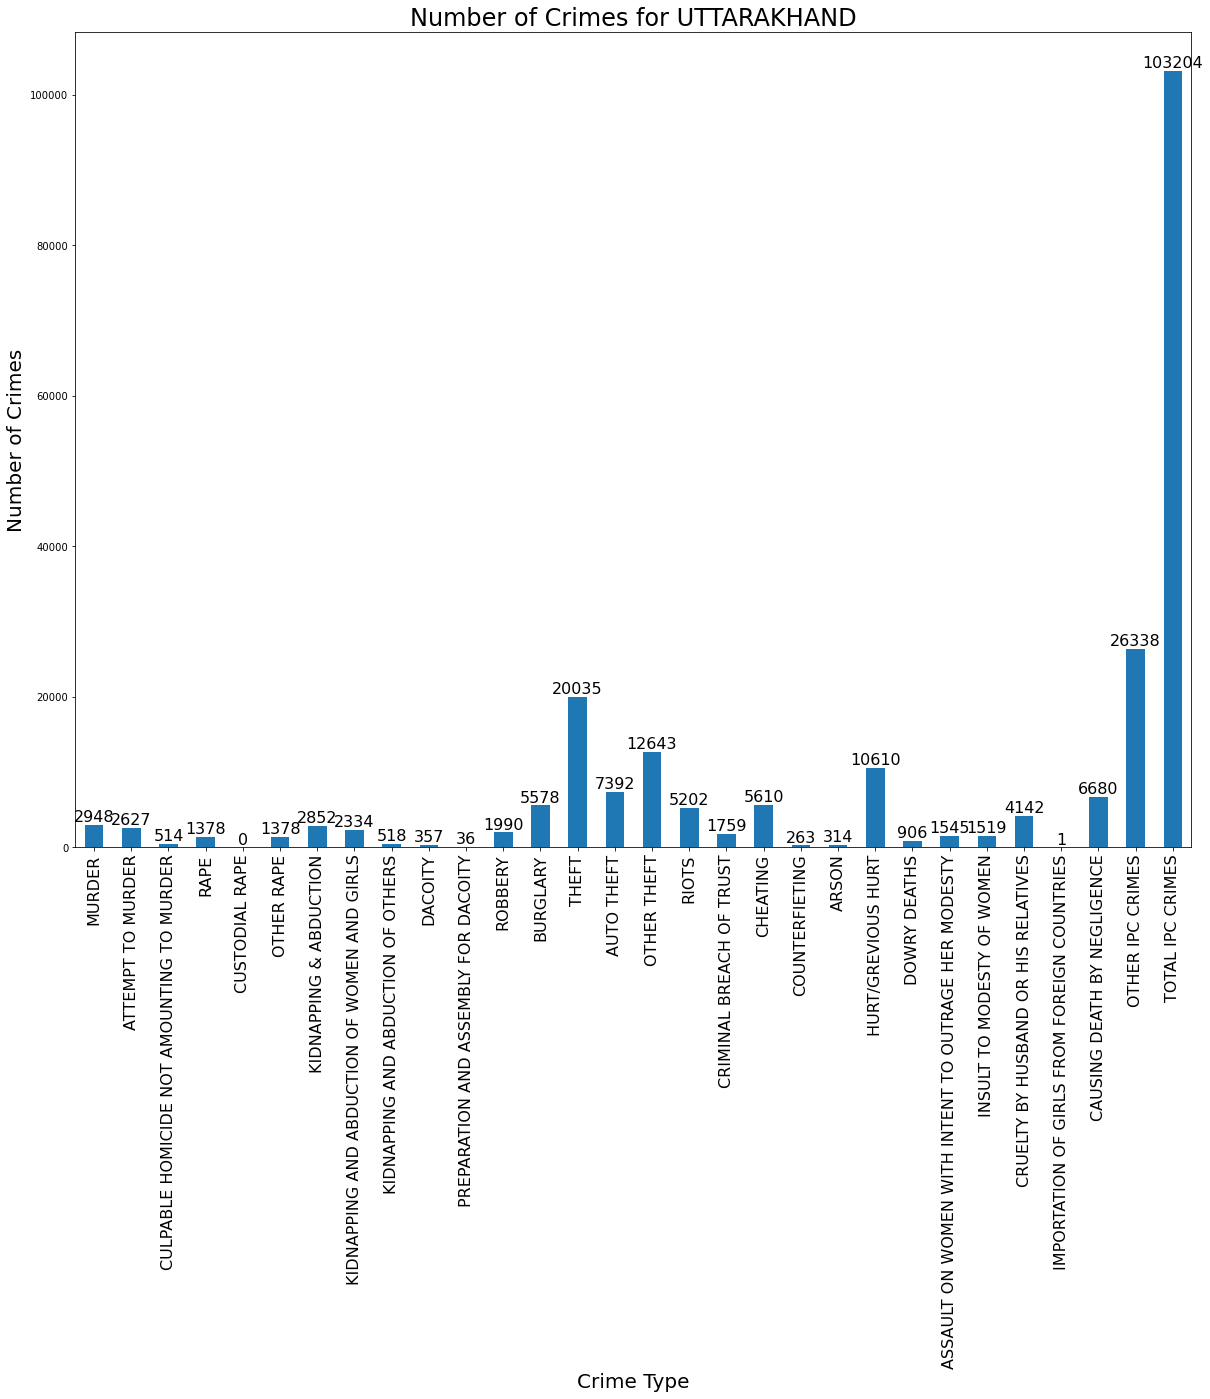 Number of Crimes for UTTARAKHAND
Number of Crimes
100000
80000
60000
40000
20000
0
2948
2627
514
1378
0
1378
2852
2334
518
357
36
1990
5578
20035
7392
12643
5202
1759
5610
263
314
10610
906
1545
1519
4142
1
6680
26338
103204
MURDER
ATTEMPT TO MURDER
CULPABLE HOMICIDE NOT AMOUNTING TO MURDER
RAPE
CUSTODIAL RAPE
OTHER RAPE
KIDNAPPING & ABDUCTION
KIDNAPPING AND ABDUCTION OF WOMEN AND GIRLS
KIDNAPPING AND ABDUCTION OF OTHERS
DACOITY
PREPARATION AND ASSEMBLY FOR DACOITY
ROBBERY
BURGLARY
THEFT
AUTO THEFT
OTHER THEFT
RIOTS
CRIMINAL BREACH OF TRUST
CHEATING
COUNTERFIETING
ARSON
HURT/GREVIOUS HURT
DOWRY DEATHS
ASSAULT ON WOMEN WITH INTENT TO OUTRAGE HER MODESTY
INSULT TO MODESTY OF WOMEN
CRUELTY BY HUSBAND OR HIS RELATIVES
IMPORTATION OF GIRLS FROM FOREIGN COUNTRIES
CAUSING DEATH BY NEGLIGENCE
OTHER IPC CRIMES
TOTAL IPC CRIMES
Crime Type